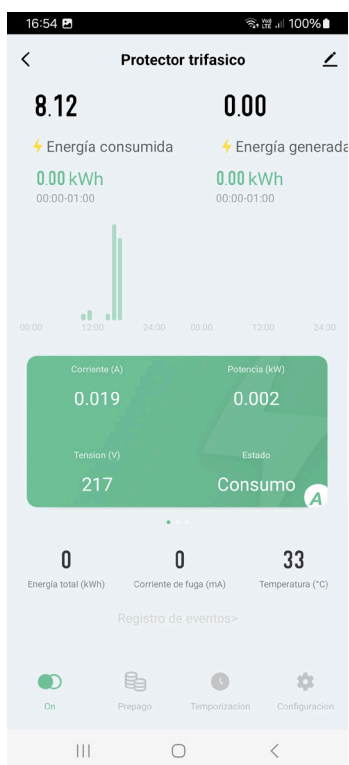 16:54 100%
Protector trifasico
8.12 0.00
Energía consumida Energía generada
0.00 kWh 0.00 kWh
00:00-01:00 00:00-01:00
00:00 12:00 24:00 00:00 12:00 24:00
Corriente (A) Potencia (kW)
0.019 0.002
Tension (V) Estado
217 Consumo
A
0 0 33
Energía total (kWh) Corriente de fuga (mA) Temperatura (°C)
Registro de eventos>
On Prepago Temporizacion Configuracion